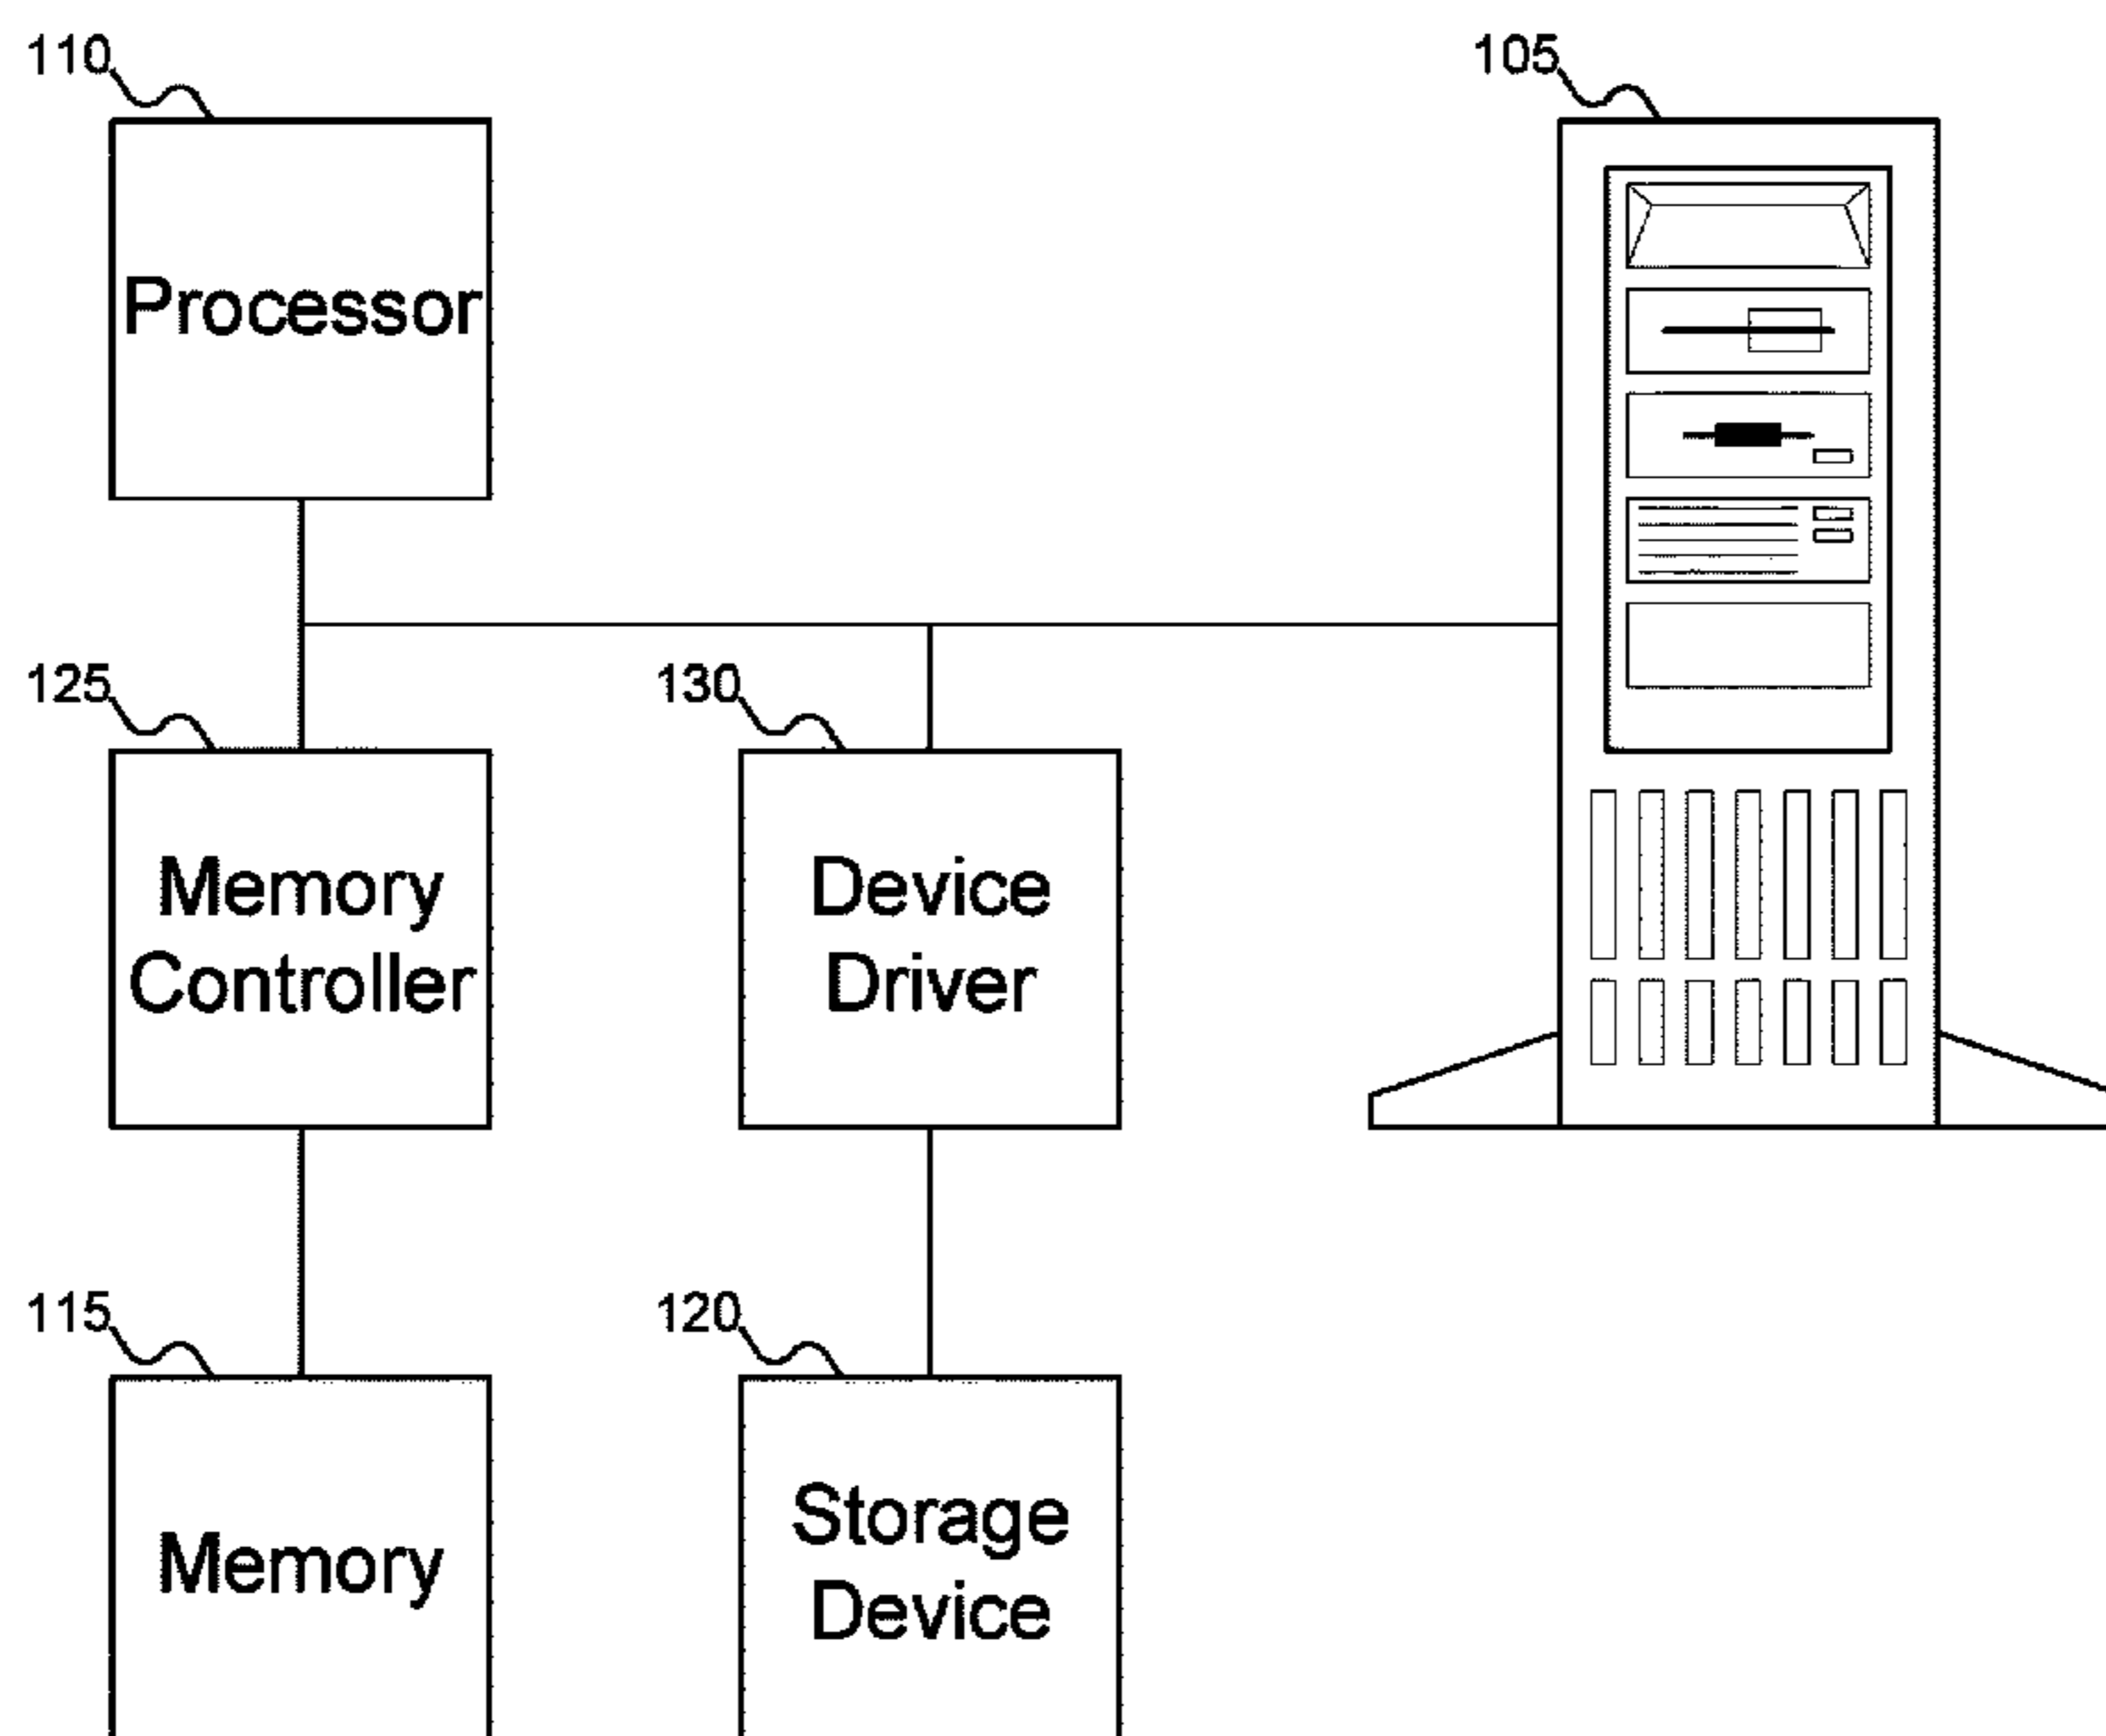 110
105
Processor
125
130
Memory
Controller
Device
Driver
115
120
Memory
Storage
Device